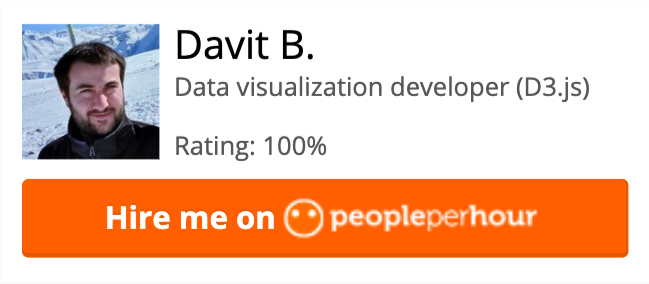 Davit B.
Data visualization developer (D3.js)
Rating: 100%
Hire me on peopleperhour